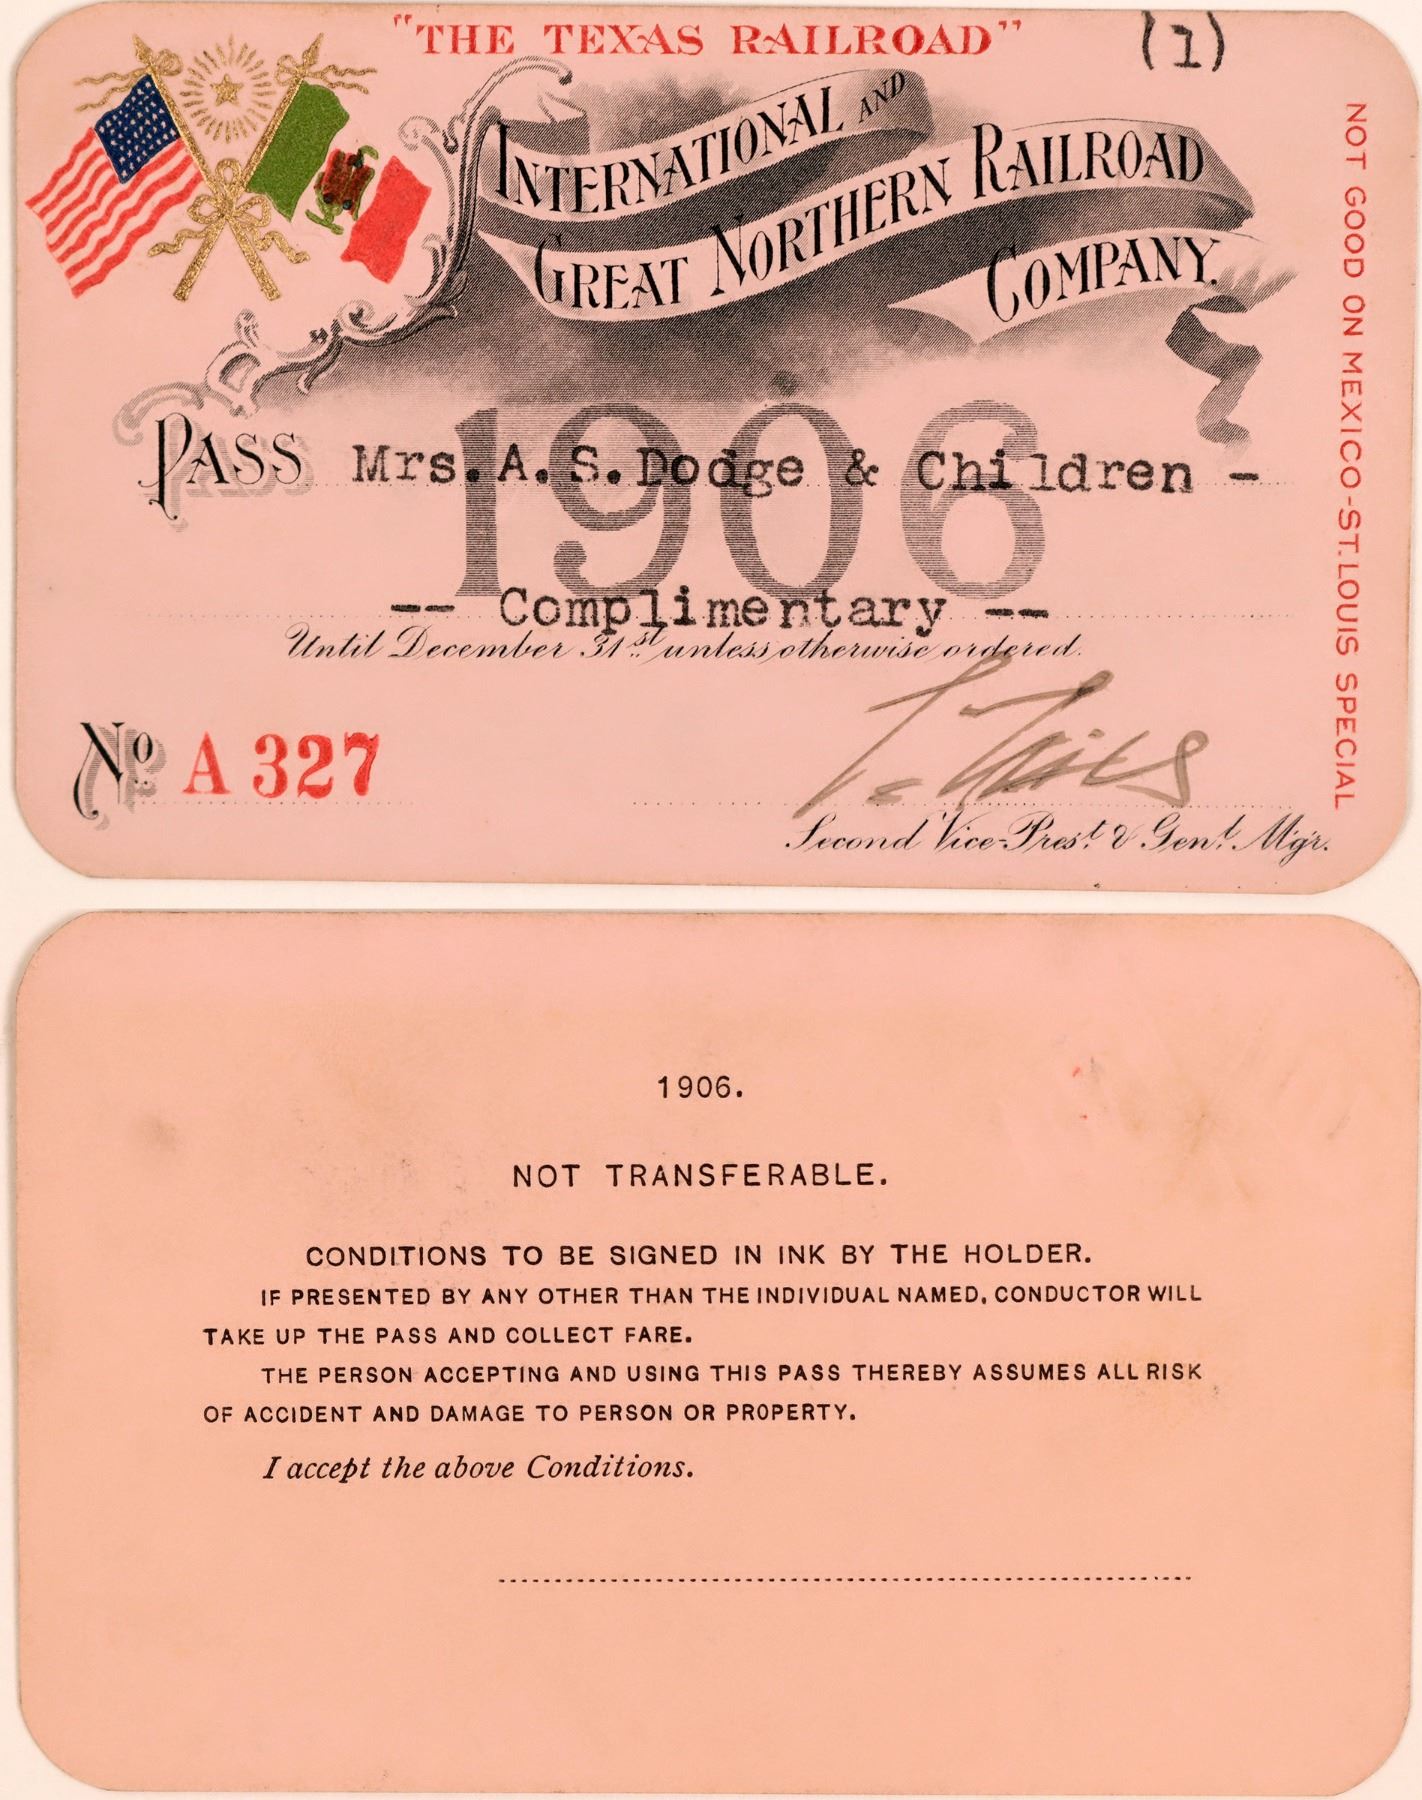 "THE TEXAS RAILROAD"
(1)
INTERNATIONAL AND
GREAT NORTHERN RAILROAD
COMPANY.
NOT GOOD ON MEXICO-ST. LOUIS SPECIAL
1906
PASS Mrs. A. S. Dodge & Children -
-- Complimentary --
Until December 31st unless otherwise ordered.
No A 327
Second Vice-Prest. & Genl. Mgr.
1906.
NOT TRANSFERABLE.
CONDITIONS TO BE SIGNED IN INK BY THE HOLDER.
IF PRESENTED BY ANY OTHER THAN THE INDIVIDUAL NAMED, CONDUCTOR WILL
TAKE UP THE PASS AND COLLECT FARE.
THE PERSON ACCEPTING AND USING THIS PASS THEREBY ASSUMES ALL RISK
OF ACCIDENT AND DAMAGE TO PERSON OR PROPERTY.
I accept the above Conditions.